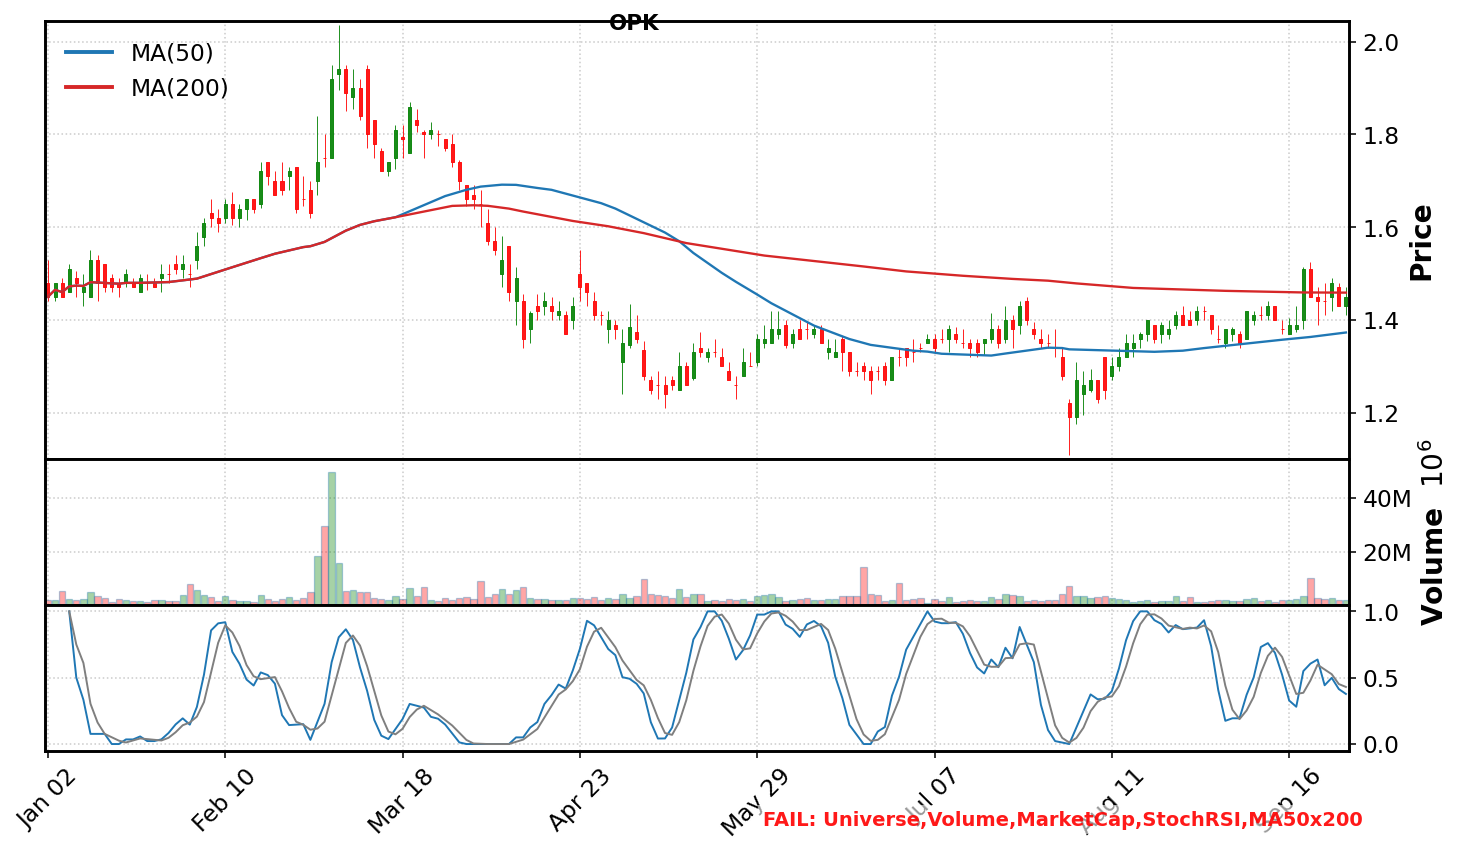 OPK
MA(50)
MA(200)
2.0
1.8
1.6
1.4
1.2
Price
40M
20M
Volume 10^6
1.0
0.5
0.0
Jan 02
Feb 10
Mar 18
Apr 23
May 29
Jul 07
Aug 11
Sep 16
FAIL: Universe,Volume,Marketcap,StochRSI,MA50x200